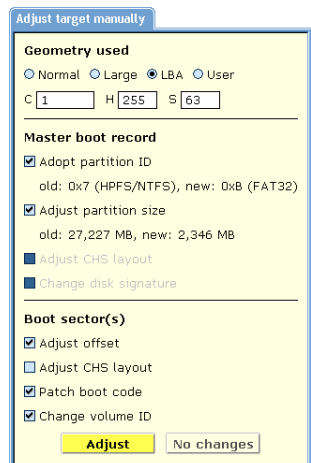 Adjust target manually
Geometry used
Normal Large LBA User
C 1 H 255 S 63
Master boot record
Adopt partition ID
old: 0x7 (HPFS/NTFS), new: 0xB (FAT32)
Adjust partition size
old: 27,227 MB, new: 2,346 MB
Adjust CHS layout
Change disk signature
Boot sector(s)
Adjust offset
Adjust CHS layout
Patch boot code
Change volume ID
Adjust No changes